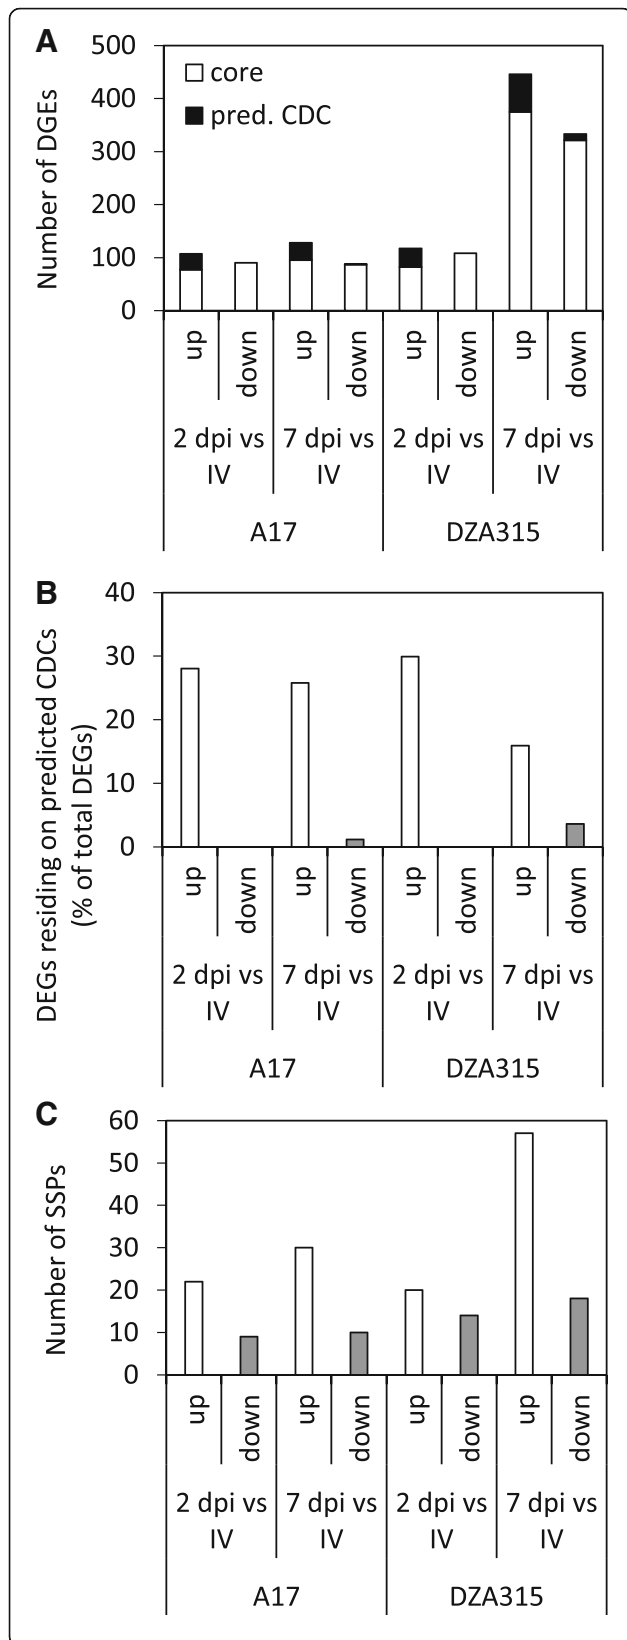 A
Number of DGEs
500
400
300
200
100
0
core
pred. CDC
up
down
up
down
up
down
up
down
2 dpi vs
IV
7 dpi vs
IV
2 dpi vs
IV
7 dpi vs
IV
A17
DZA315
B
DEGs residing on predicted CDCs
(% of total DEGs)
40
30
20
10
0
up
down
up
down
up
down
up
down
2 dpi vs
IV
7 dpi vs
IV
2 dpi vs
IV
7 dpi vs
IV
A17
DZA315
C
Number of SSPs
60
50
40
30
20
10
0
up
down
up
down
up
down
up
down
2 dpi vs
IV
7 dpi vs
IV
2 dpi vs
IV
7 dpi vs
IV
A17
DZA315